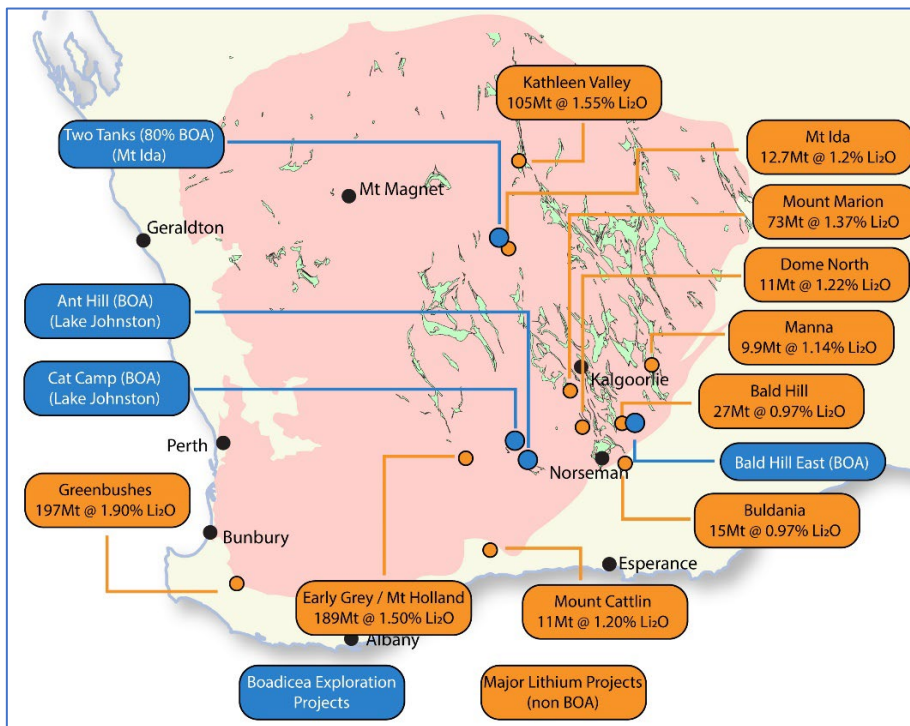 Kathleen Valley
105Mt @ 1.55% Li₂O
Two Tanks (80% BOA)
(Mt Ida)
Mt Ida
12.7Mt @ 1.2% Li₂O
Mt Magnet
Mount Marion
73Mt @ 1.37% Li₂O
Geraldton
Dome North
11Mt @ 1.22% Li₂O
Ant Hill (BOA)
(Lake Johnston)
Manna
9.9Mt @ 1.14% Li₂O
Cat Camp (BOA)
(Lake Johnston)
Kalgoorlie
Bald Hill
27Mt @ 0.97% Li₂O
Perth
Norseman
Bald Hill East (BOA)
Greenbushes
197Mt @ 1.90% Li₂O
Buldania
15Mt @ 0.97% Li₂O
Bunbury
Esperance
Early Grey / Mt Holland
189Mt @ 1.50% Li₂O
Mount Cattlin
11Mt @ 1.20% Li₂O
Albany
Boadicea Exploration
Projects
Major Lithium Projects
(non BOA)